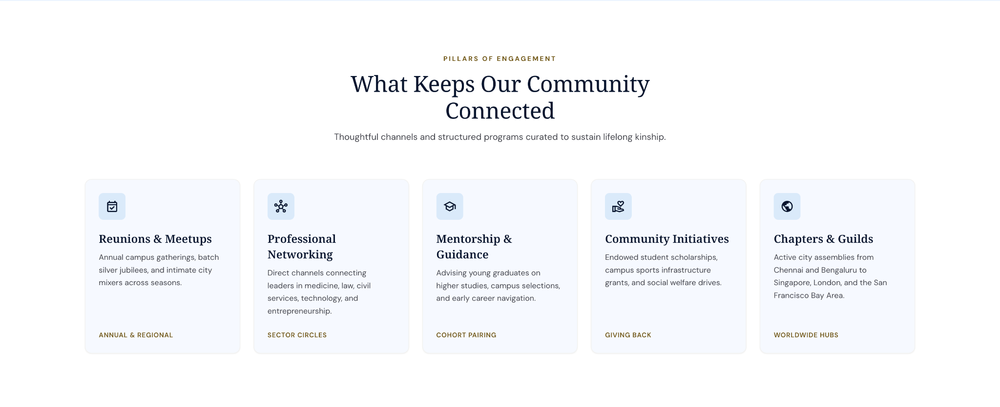 PILLARS OF ENGAGEMENT
What Keeps Our Community
Connected
Thoughtful channels and structured programs curated to sustain lifelong kinship.
Reunions & Meetups
Annual campus gatherings, batch
silver jubilees, and intimate city
mixers across seasons.
ANNUAL & REGIONAL
Professional
Networking
Direct channels connecting
leaders in medicine, law, civil
services, technology, and
entrepreneurship.
SECTOR CIRCLES
Mentorship &
Guidance
Advising young graduates on
higher studies, campus selections,
and early career navigation.
COHORT PAIRING
Community Initiatives
Endowed student scholarships,
campus sports infrastructure
grants, and social welfare drives.
GIVING BACK
Chapters & Guilds
Active city assemblies from
Chennai and Bengaluru to
Singapore, London, and the San
Francisco Bay Area.
WORLDWIDE HUBS